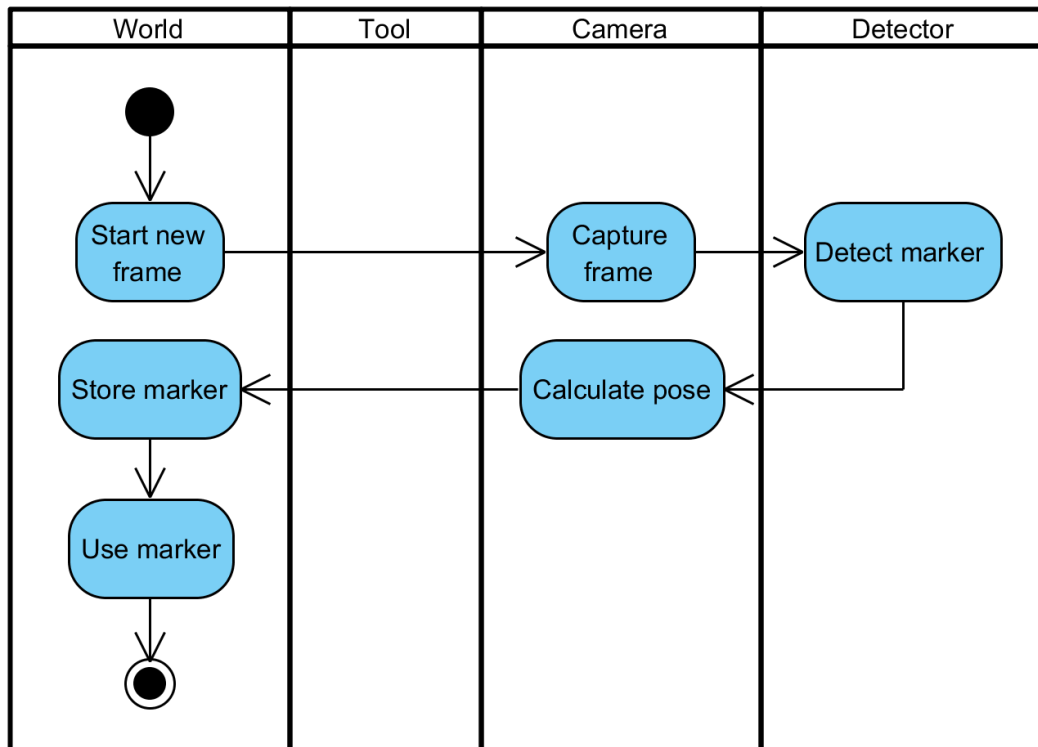 World
Tool
Camera
Detector
Start new
frame
Capture
frame
Detect marker
Store marker
Calculate pose
Use marker